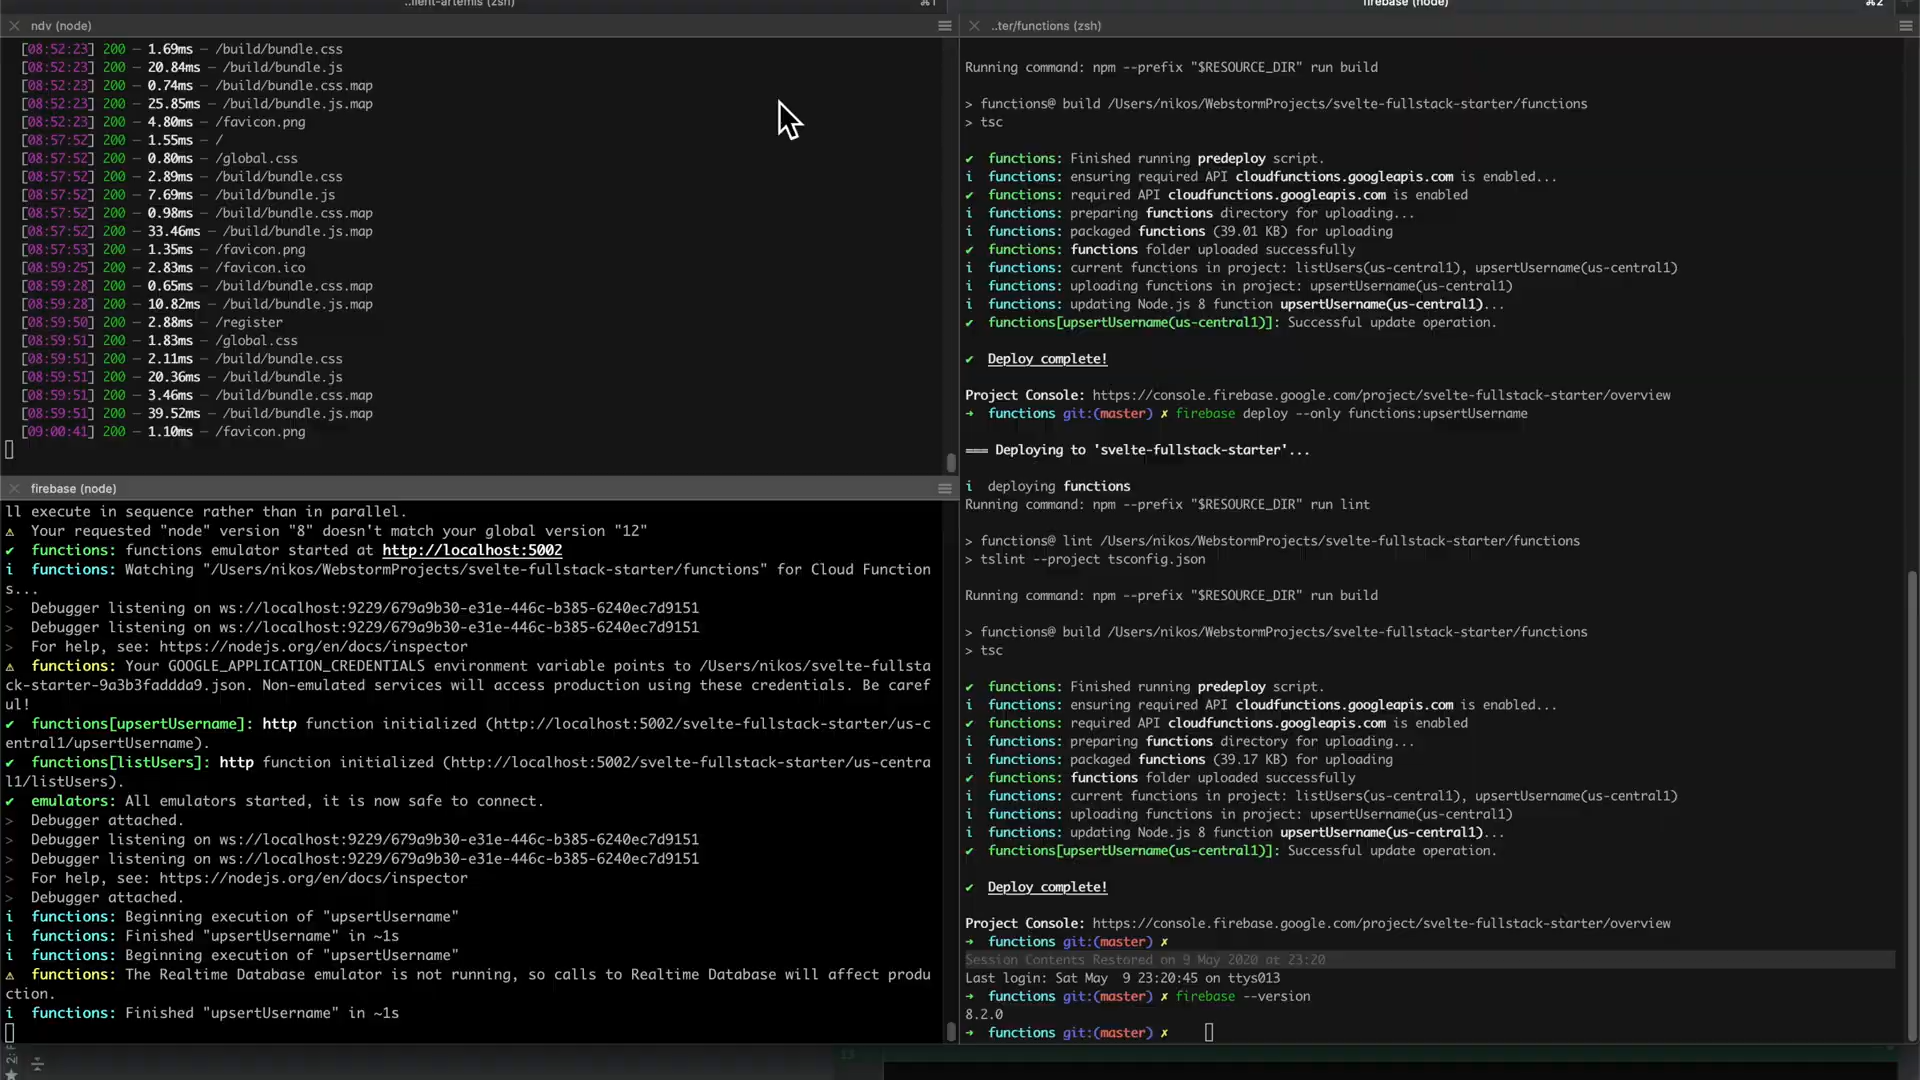 ..lient-artemis (zsh)
⌘1
firebase (node)
⌘2
ndv (node)
[08:52:23] 200 — 1.69ms — /build/bundle.css
[08:52:23] 200 — 20.84ms — /build/bundle.js
[08:52:23] 200 — 0.74ms — /build/bundle.css.map
[08:52:23] 200 — 25.85ms — /build/bundle.js.map
[08:52:23] 200 — 4.80ms — /favicon.png
[08:57:52] 200 — 1.55ms — /
[08:57:52] 200 — 0.80ms — /global.css
[08:57:52] 200 — 2.89ms — /build/bundle.css
[08:57:52] 200 — 7.69ms — /build/bundle.js
[08:57:52] 200 — 0.98ms — /build/bundle.css.map
[08:57:52] 200 — 33.46ms — /build/bundle.js.map
[08:57:53] 200 — 1.35ms — /favicon.png
[08:59:25] 200 — 2.83ms — /favicon.ico
[08:59:28] 200 — 0.65ms — /build/bundle.css.map
[08:59:28] 200 — 10.82ms — /build/bundle.js.map
[08:59:50] 200 — 2.88ms — /register
[08:59:51] 200 — 1.83ms — /global.css
[08:59:51] 200 — 2.11ms — /build/bundle.css
[08:59:51] 200 — 20.36ms — /build/bundle.js
[08:59:51] 200 — 3.46ms — /build/bundle.css.map
[08:59:51] 200 — 39.52ms — /build/bundle.js.map
[09:00:41] 200 — 1.10ms — /favicon.png
firebase (node)
ll execute in sequence rather than in parallel.
⚠ Your requested "node" version "8" doesn't match your global version "12"
✔ functions: functions emulator started at http://localhost:5002
i functions: Watching "/Users/nikos/WebstormProjects/svelte-fullstack-starter/functions" for Cloud Function
s...
> Debugger listening on ws://localhost:9229/679a9b30-e31e-446c-b385-6240ec7d9151
> Debugger listening on ws://localhost:9229/679a9b30-e31e-446c-b385-6240ec7d9151
> For help, see: https://nodejs.org/en/docs/inspector
⚠ functions: Your GOOGLE_APPLICATION_CREDENTIALS environment variable points to /Users/nikos/svelte-fullsta
ck-starter-9a3b3faddda9.json. Non-emulated services will access production using these credentials. Be caref
ul!
✔ functions[upsertUsername]: http function initialized (http://localhost:5002/svelte-fullstack-starter/us-c
entral1/upsertUsername).
✔ functions[listUsers]: http function initialized (http://localhost:5002/svelte-fullstack-starter/us-centra
l1/listUsers).
✔ emulators: All emulators started, it is now safe to connect.
> Debugger attached.
> Debugger listening on ws://localhost:9229/679a9b30-e31e-446c-b385-6240ec7d9151
> Debugger listening on ws://localhost:9229/679a9b30-e31e-446c-b385-6240ec7d9151
> For help, see: https://nodejs.org/en/docs/inspector
> Debugger attached.
i functions: Beginning execution of "upsertUsername"
i functions: Finished "upsertUsername" in ~1s
i functions: Beginning execution of "upsertUsername"
⚠ functions: The Realtime Database emulator is not running, so calls to Realtime Database will affect produ
ction.
i functions: Finished "upsertUsername" in ~1s
..ter/functions (zsh)
Running command: npm --prefix "$RESOURCE_DIR" run build
> functions@ build /Users/nikos/WebstormProjects/svelte-fullstack-starter/functions
> tsc
✔ functions: Finished running predeploy script.
i functions: ensuring required API cloudfunctions.googleapis.com is enabled...
✔ functions: required API cloudfunctions.googleapis.com is enabled
i functions: preparing functions directory for uploading...
i functions: packaged functions (39.01 KB) for uploading
✔ functions: functions folder uploaded successfully
i functions: current functions in project: listUsers(us-central1), upsertUsername(us-central1)
i functions: uploading functions in project: upsertUsername(us-central1)
i functions: updating Node.js 8 function upsertUsername(us-central1)...
✔ functions[upsertUsername(us-central1)]: Successful update operation.
✔ Deploy complete!
Project Console: https://console.firebase.google.com/project/svelte-fullstack-starter/overview
→ functions git:(master) ✗ firebase deploy --only functions:upsertUsername
=== Deploying to 'svelte-fullstack-starter'...
i deploying functions
Running command: npm --prefix "$RESOURCE_DIR" run lint
> functions@ lint /Users/nikos/WebstormProjects/svelte-fullstack-starter/functions
> tslint --project tsconfig.json
Running command: npm --prefix "$RESOURCE_DIR" run build
> functions@ build /Users/nikos/WebstormProjects/svelte-fullstack-starter/functions
> tsc
✔ functions: Finished running predeploy script.
i functions: ensuring required API cloudfunctions.googleapis.com is enabled...
✔ functions: required API cloudfunctions.googleapis.com is enabled
i functions: preparing functions directory for uploading...
i functions: packaged functions (39.17 KB) for uploading
✔ functions: functions folder uploaded successfully
i functions: current functions in project: listUsers(us-central1), upsertUsername(us-central1)
i functions: uploading functions in project: upsertUsername(us-central1)
i functions: updating Node.js 8 function upsertUsername(us-central1)...
✔ functions[upsertUsername(us-central1)]: Successful update operation.
✔ Deploy complete!
Project Console: https://console.firebase.google.com/project/svelte-fullstack-starter/overview
→ functions git:(master) ✗
Session Contents Restored on 9 May 2020 at 23:20
Last login: Sat May  9 23:20:45 on ttys013
→ functions git:(master) ✗ firebase --version
8.2.0
→ functions git:(master) ✗
13